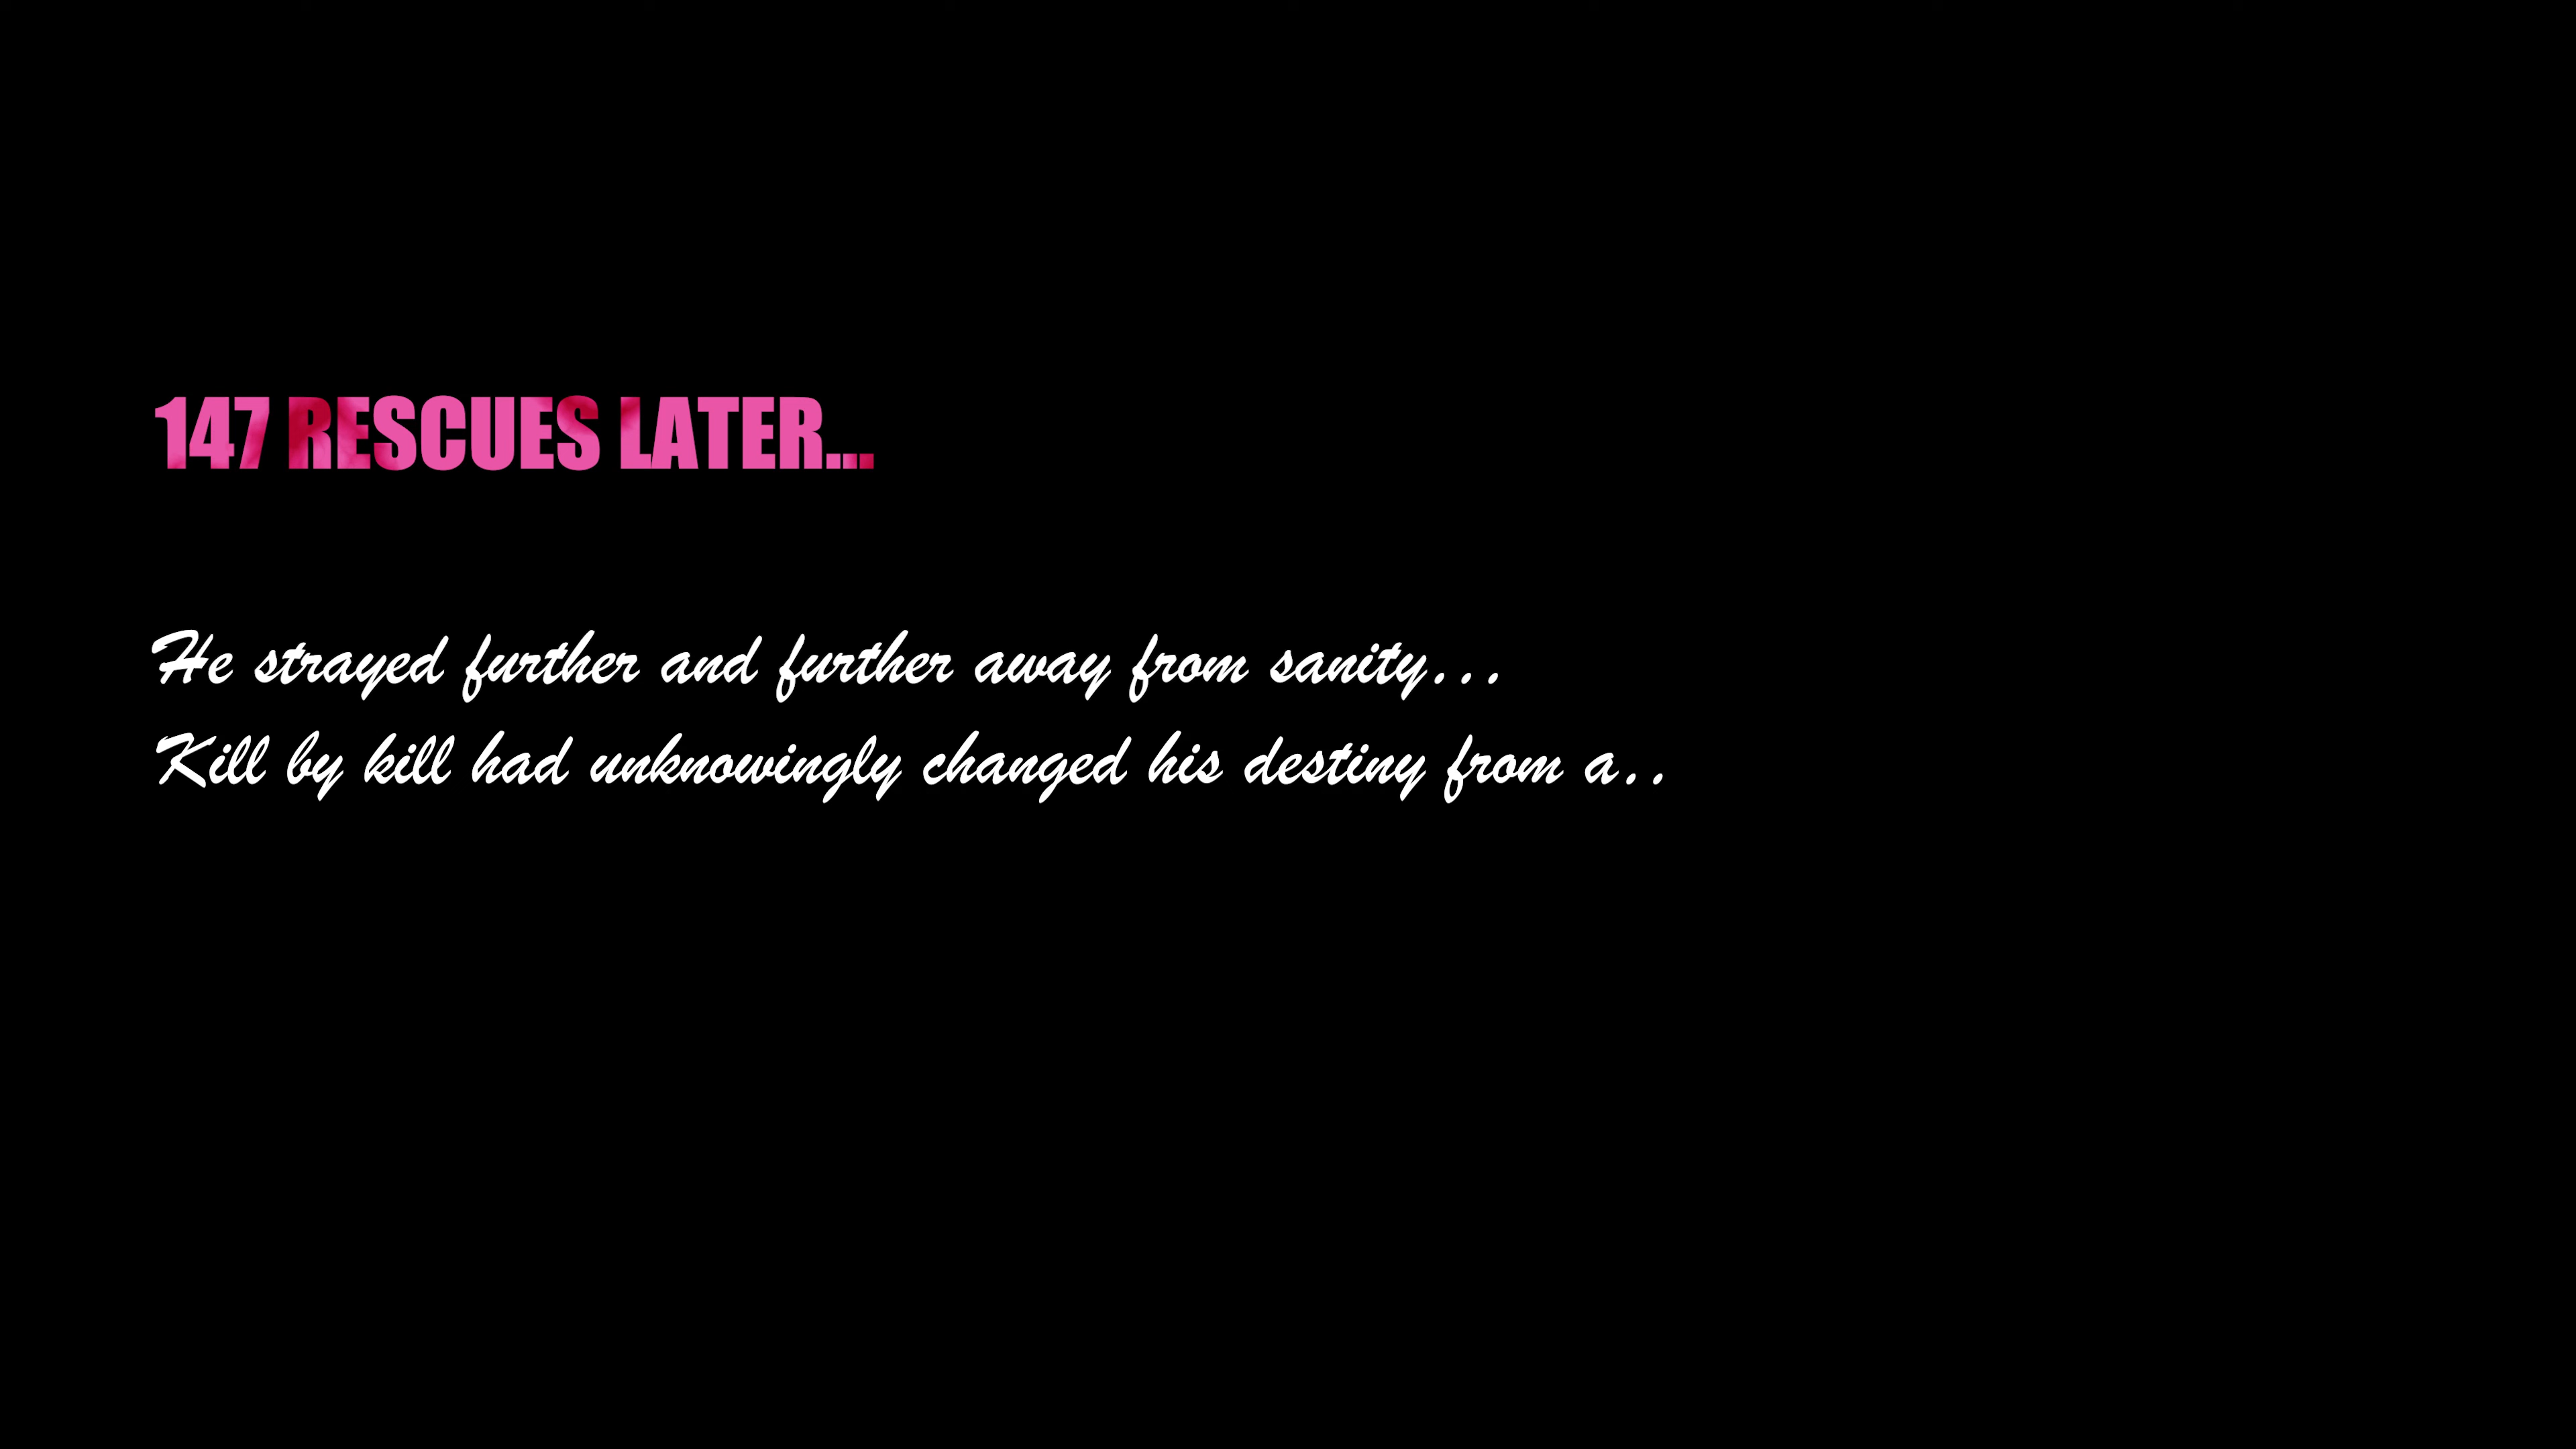 147 RESCUES LATER...
He strayed further and further away from sanity...
Kill by kill had unknowingly changed his destiny from a..